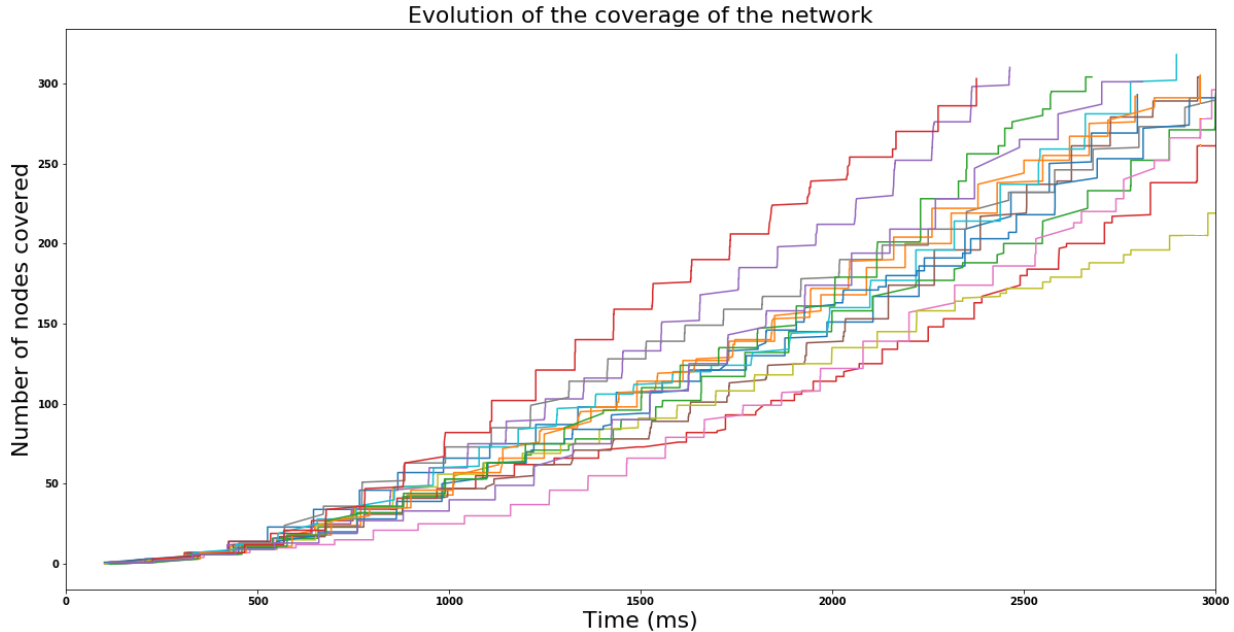 Evolution of the coverage of the network
Number of nodes covered
300
250
200
150
100
50
0
0 500 1000 1500 2000 2500 3000
Time (ms)